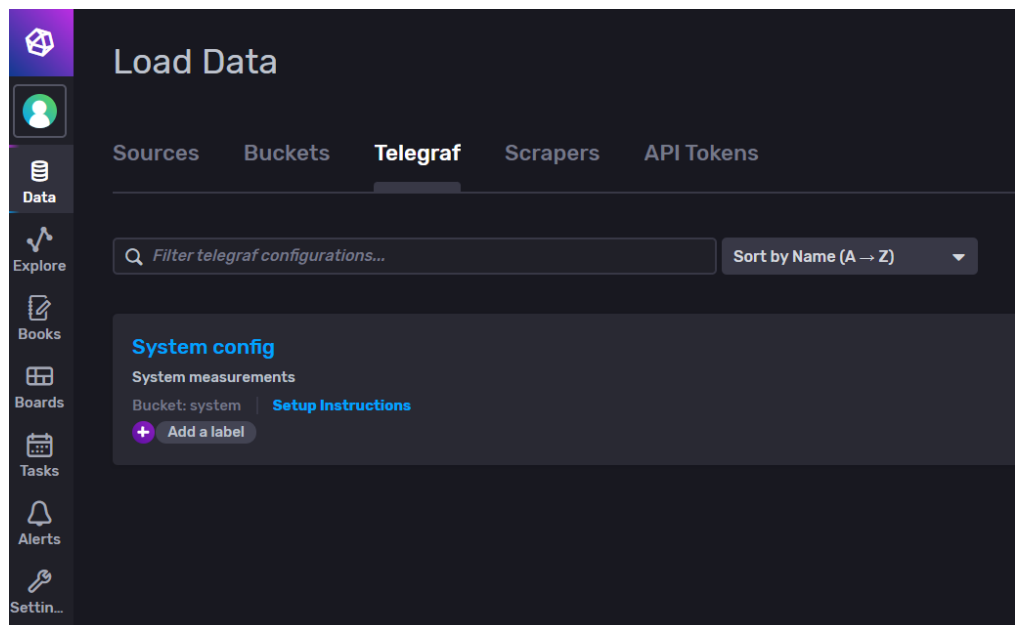 Load Data
Sources Buckets Telegraf Scrapers API Tokens
Data
Explore
Books
Boards
Tasks
Alerts
Settin...
Filter telegraf configurations...
Sort by Name (A → Z)
System config
System measurements
Bucket: system Setup Instructions
Add a label